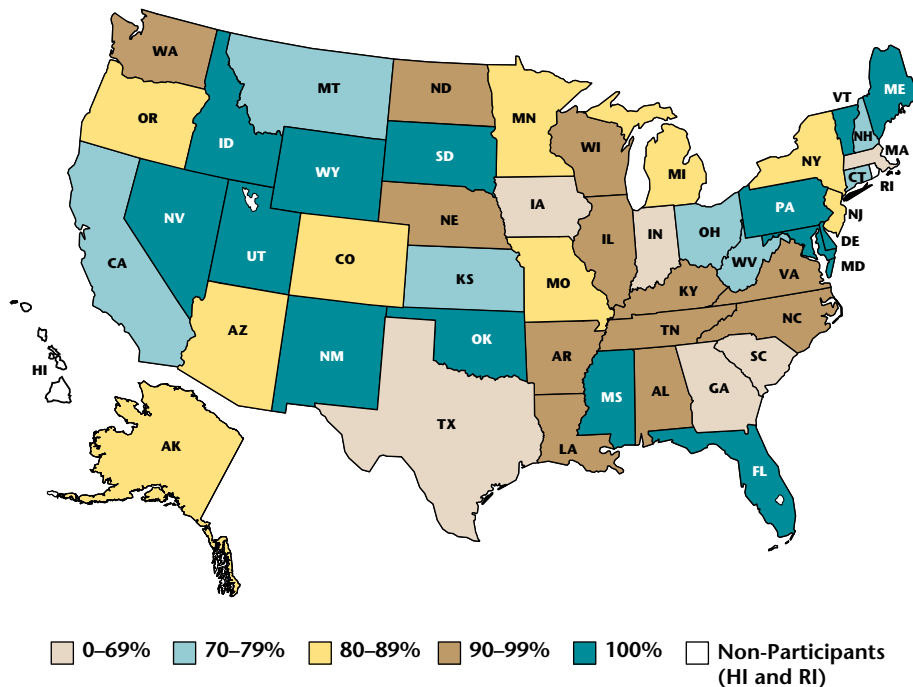 WA
MT
ND
MN
VT
ME
OR
ID
SD
WI
MI
NY
NH
MA
CT
RI
WY
IA
NE
PA
NJ
NV
UT
CO
IL
IN
OH
DE
CA
KS
MO
WV
VA
MD
KY
AZ
NM
OK
AR
TN
NC
SC
HI
TX
MS
AL
GA
LA
AK
FL
0–69%
70–79%
80–89%
90–99%
100%
Non-Participants
(HI and RI)